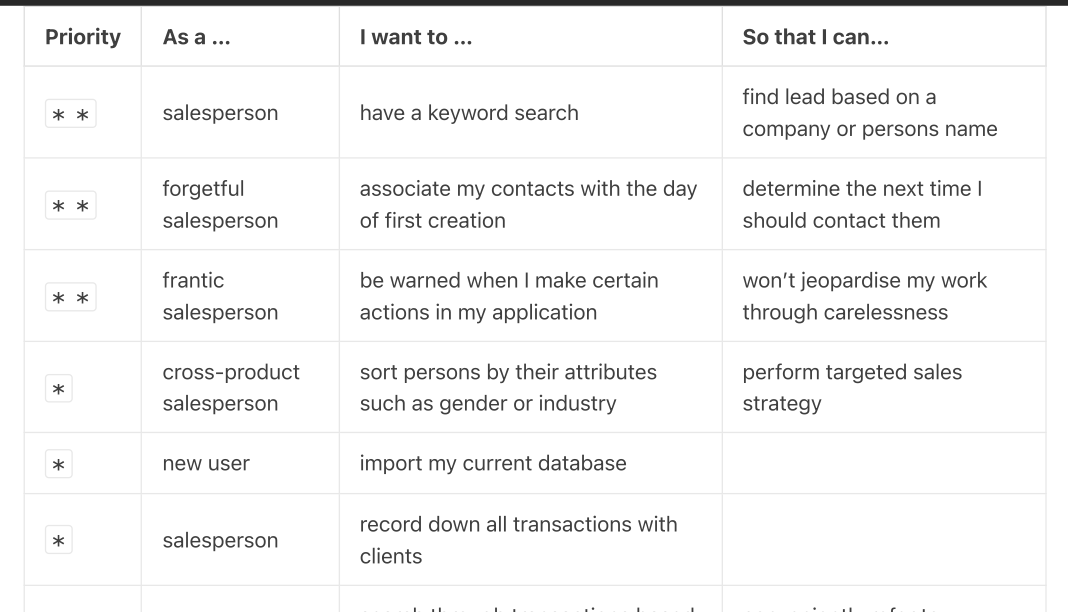 Priority As a ... I want to ... So that I can...
* * salesperson have a keyword search find lead based on a
company or persons name
* * forgetful associate my contacts with the day determine the next time I
salesperson of first creation should contact them
* * frantic be warned when I make certain won't jeopardise my work
salesperson actions in my application through carelessness
* cross-product sort persons by their attributes perform targeted sales
salesperson such as gender or industry strategy
* new user import my current database
* salesperson record down all transactions with
clients